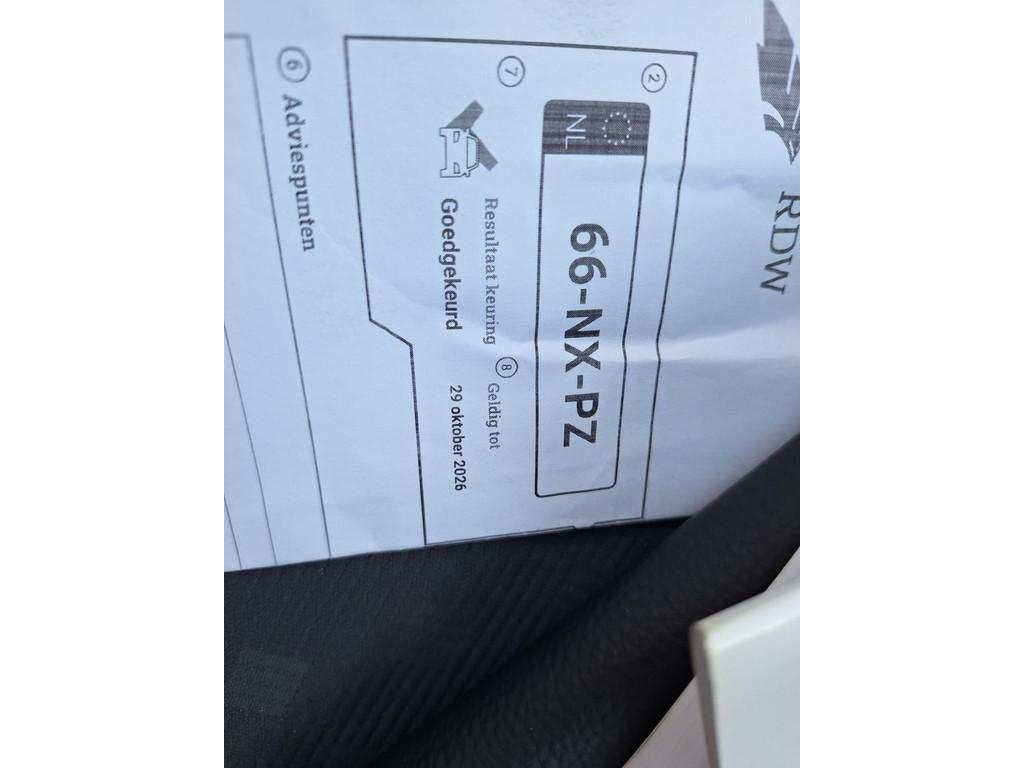 RDW
2
NL
66-NX-PZ
7
Resultaat keuring
Goedgekeurd
8 Geldig tot
29 oktober 2026
6 Adviespunten